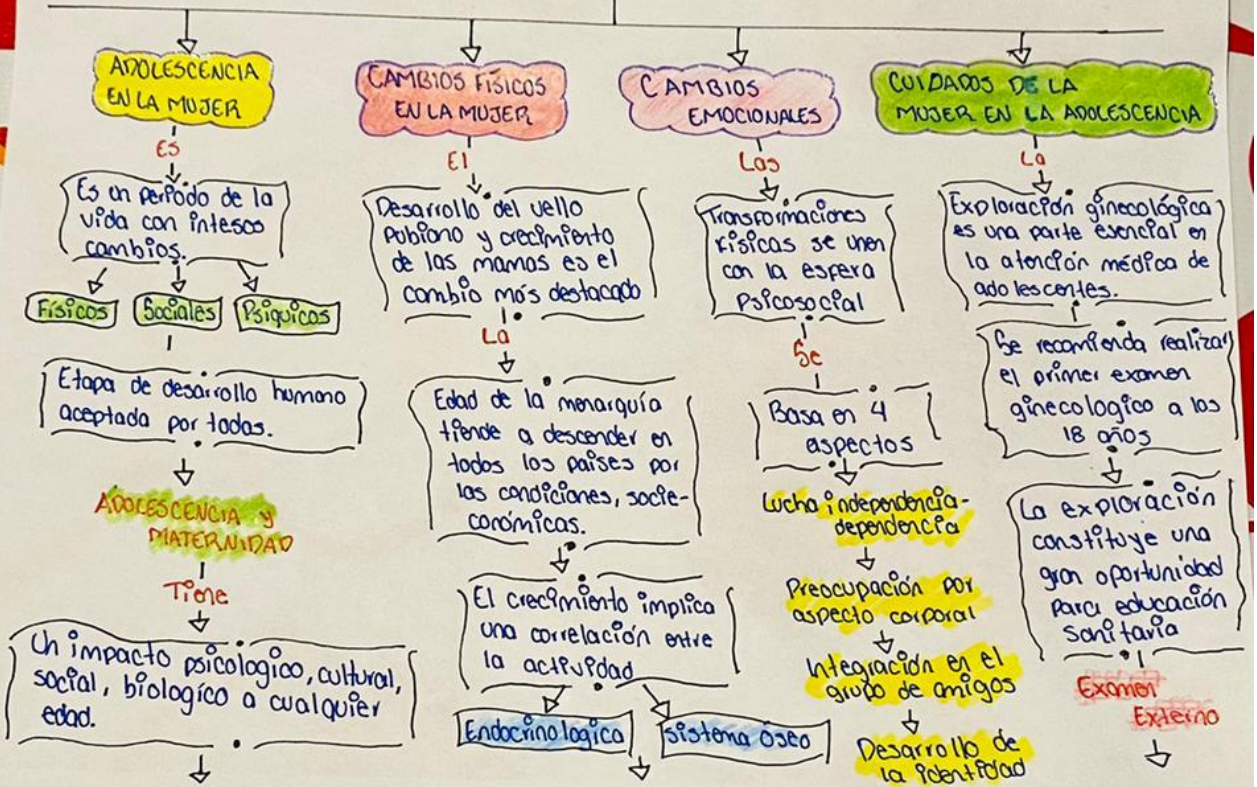 ADOLESCENCIA
EN LA MUJER
ES
Es un período de la
vida con intesos
cambios.
Físicos
Sociales
Psiquicos
Etapa de desarrollo humano
aceptada por todas.
ADOLESCENCIA y
MATERNIDAD
Tiene
Un impacto psicologico, cultural,
social, biologico a cualquier
edad.
CAMBIOS FÍSICOS
EN LA MUJER
El
Desarrollo del vello
pubiano y crecimiento
de las mamas es el
cambio más destacado
La
Edad de la menarquía
tiende a descender en
todos los países por
las condiciones, socie-
conómicas.
El crecimiento implica
una correlación entre
la actividad
Endocrinologica
sistema Óseo
CAMBIOS
EMOCIONALES
Las
Transformaciones
físicas se unen
con la esfera
Psicosocial
Se
Basa en 4
aspectos
Lucha independencia-
dependencia
Preocupación por
aspecto corporal
Integración en el
grupo de amigos
Desarrollo de
la identidad
CUIDADOS DE LA
MUJER EN LA ADOLESCENCIA
La
Exploración ginecológica
es una parte esencial en
la atención médica de
adolescentes.
Se recomienda realizar
el primer examen
ginecologico a los
18 años
La exploración
constituye una
gran oportunidad
para educación
sanitaria
Examen
Externo